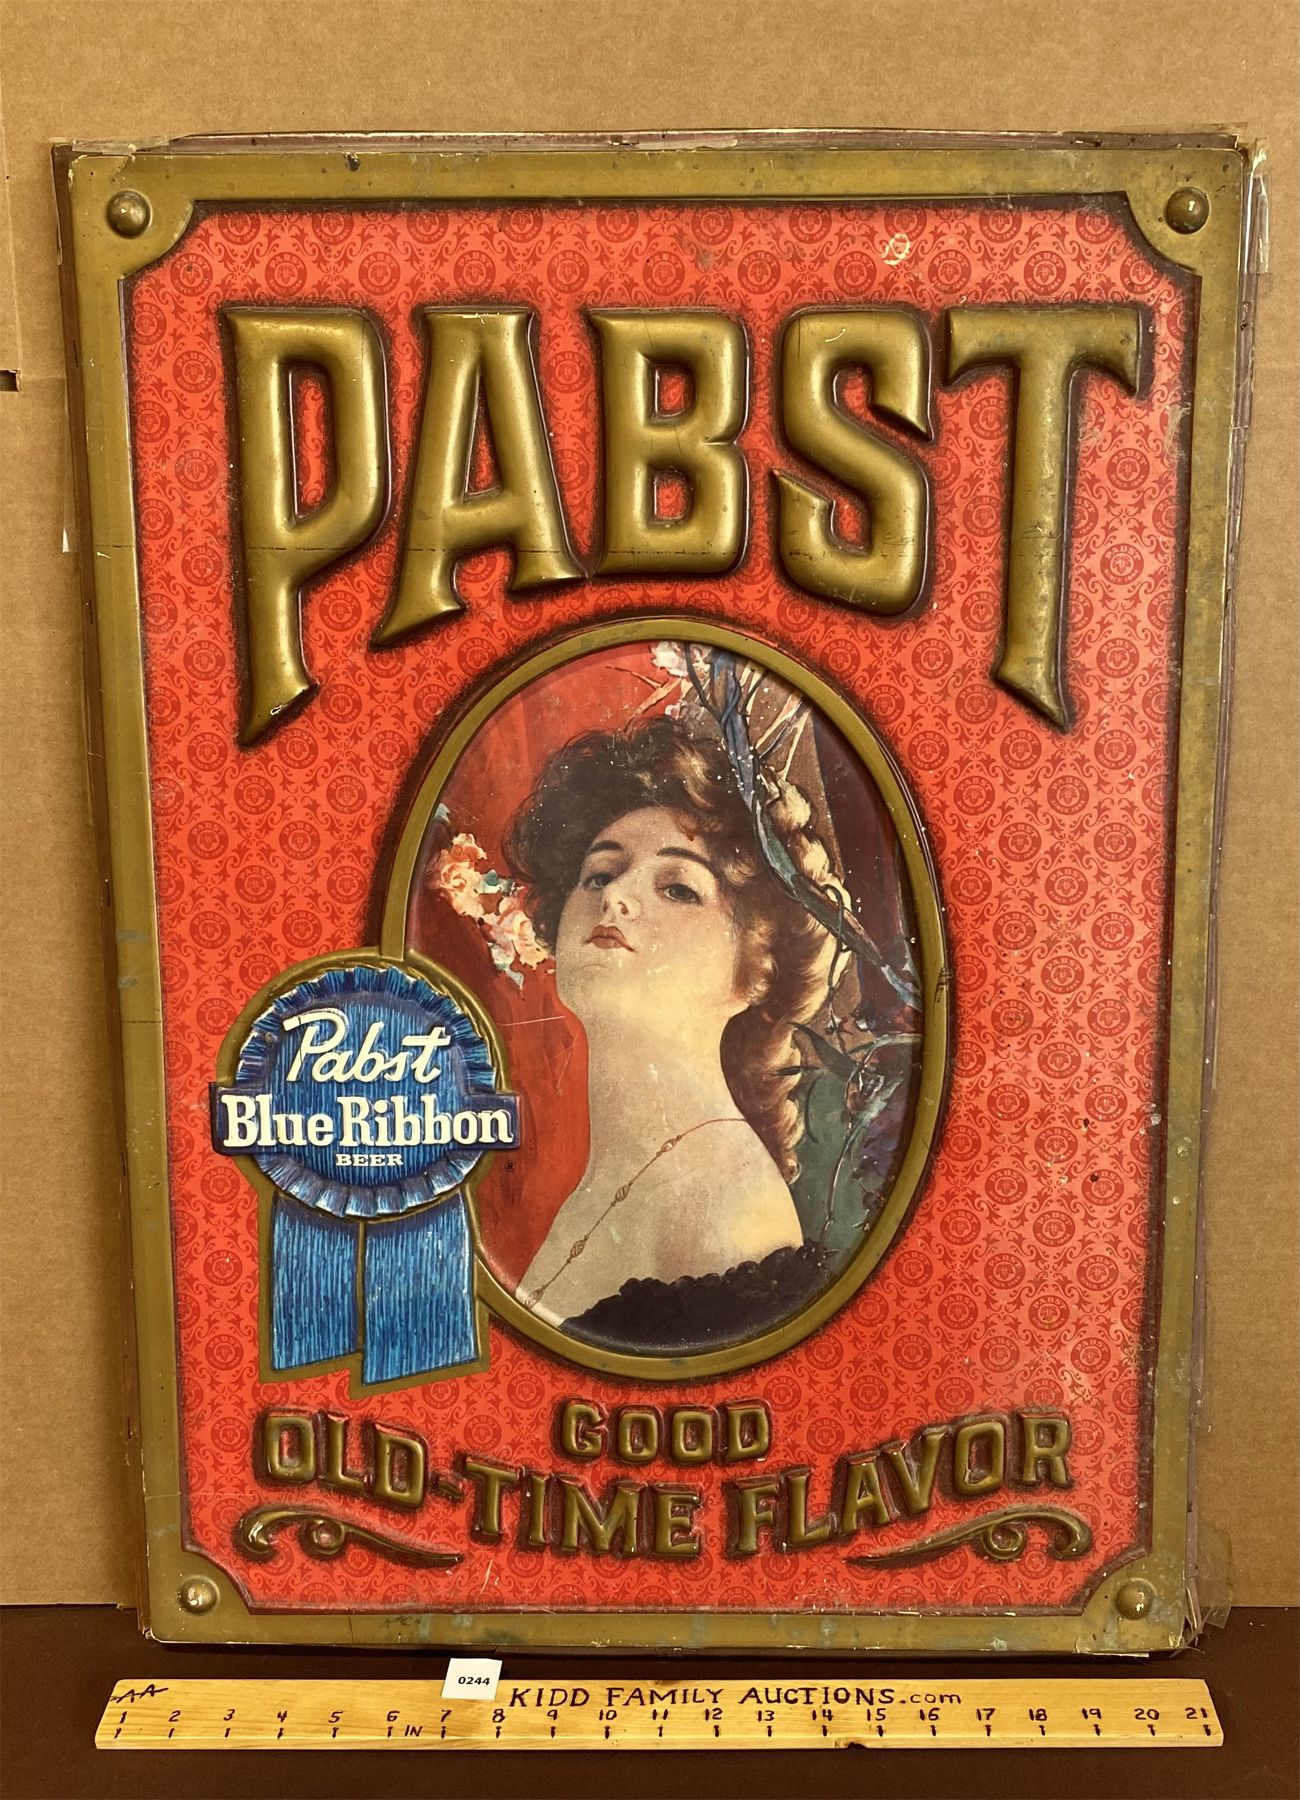 PABST
Pabst
Blue Ribbon
BEER
®
GOOD
OLD-TIME FLAVOR
0244
AA KIDD FAMILY AUCTIONS.com
1 2 3 4 5 6 IN 7 8 9 10 11 12 13 14 15 16 17 18 19 20 21